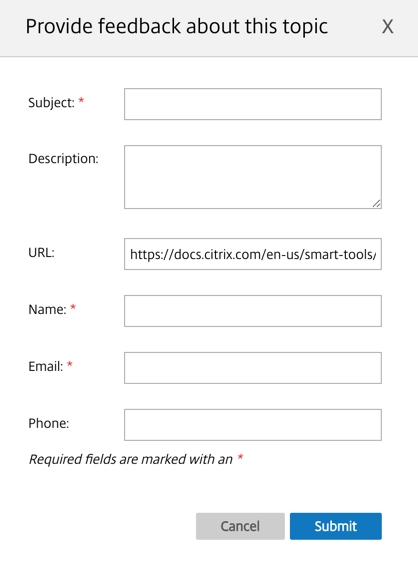 Provide feedback about this topic X
Subject: *
Description:
URL: https://docs.citrix.com/en-us/smart-tools/
Name: *
Email: *
Phone:
Required fields are marked with an *
Cancel Submit